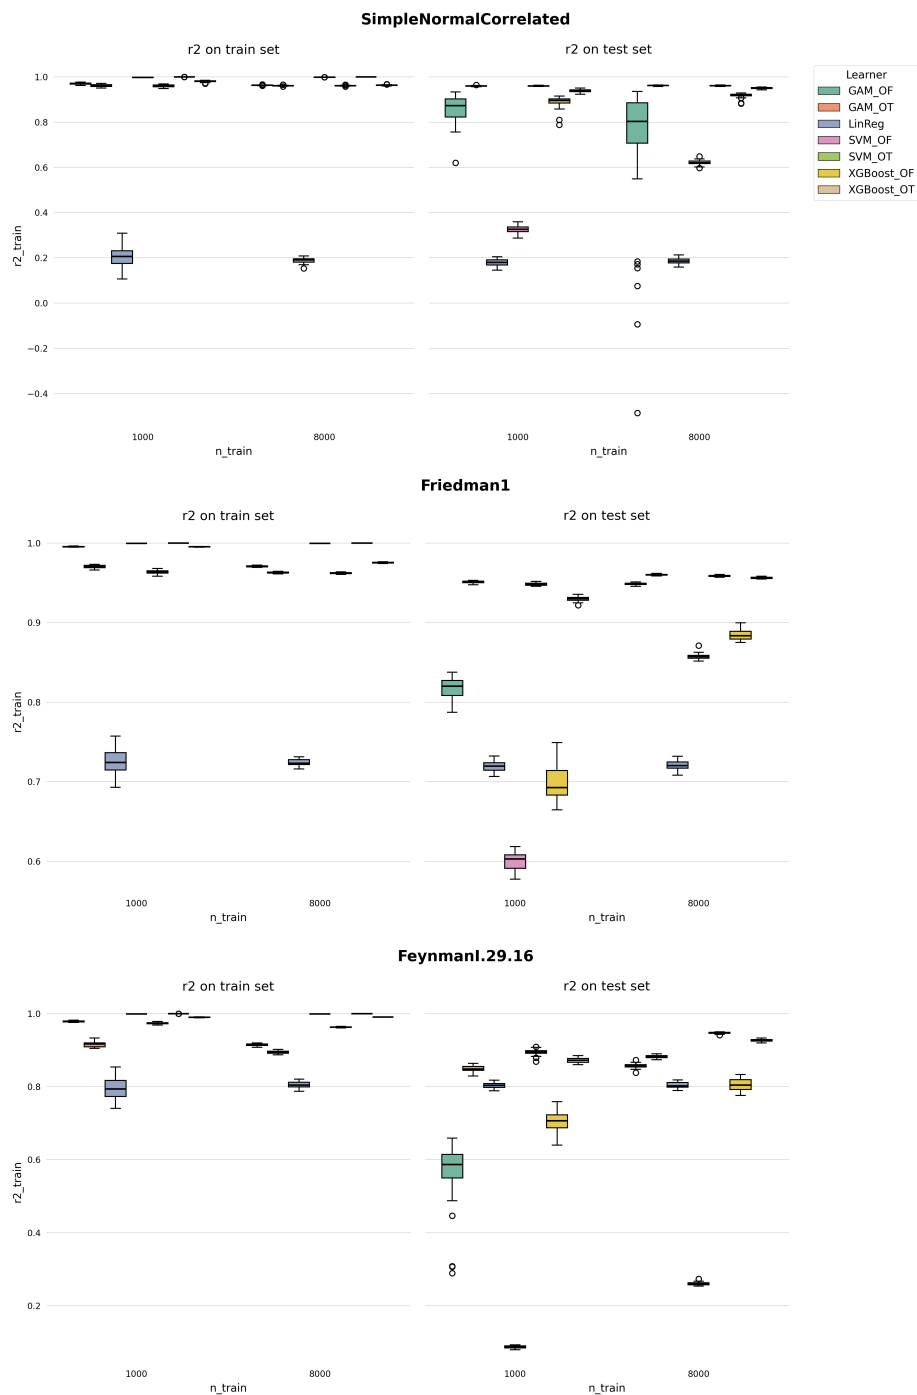 SimpleNormalCorrelated
r2 on train set
r2 on test set
1.0
0.8
0.6
0.4
0.2
0.0
−0.2
−0.4
r2_train
1000
8000
n_train
1000
8000
n_train
Learner
GAM_OF
GAM_OT
LinReg
SVM_OF
SVM_OT
XGBoost_OF
XGBoost_OT
Friedman1
r2 on train set
r2 on test set
1.0
0.9
0.8
0.7
0.6
r2_train
1000
8000
n_train
1000
8000
n_train
FeynmanI.29.16
r2 on train set
r2 on test set
1.0
0.8
0.6
0.4
0.2
r2_train
1000
8000
n_train
1000
8000
n_train